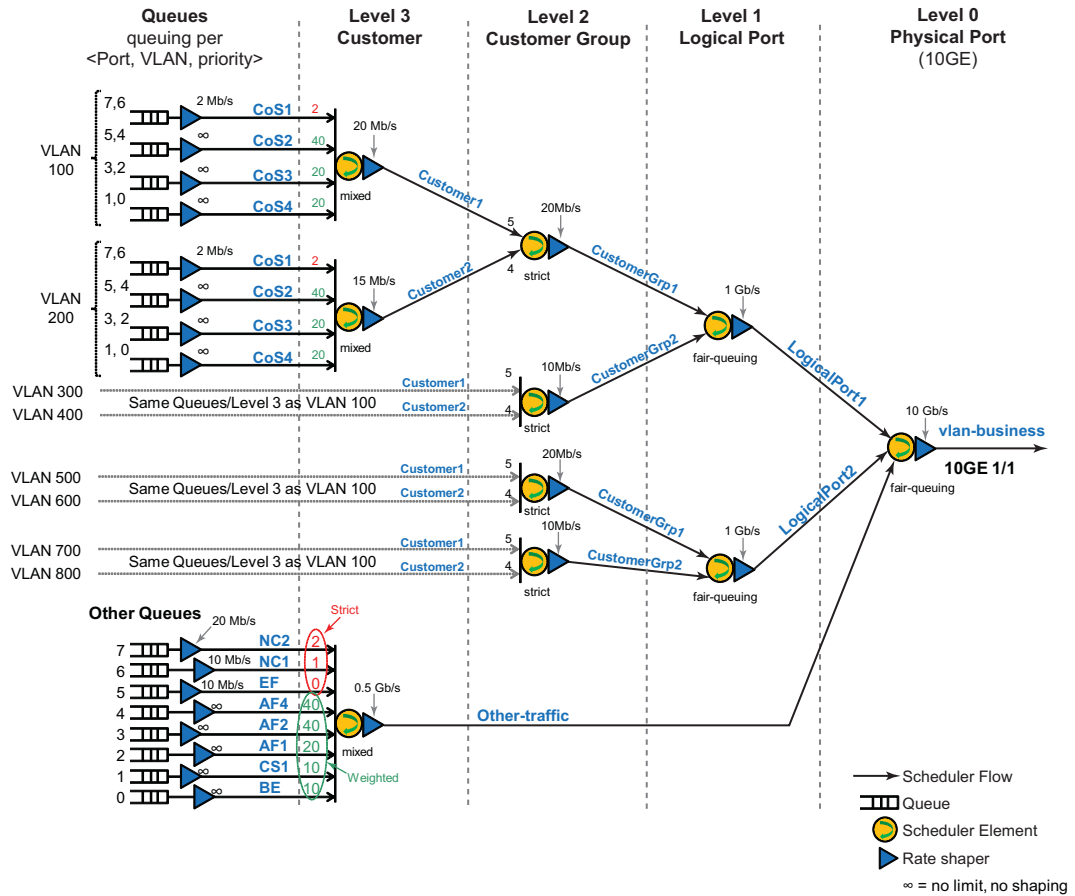 Queues
queuing per
<Port, VLAN, priority>
Level 3
Customer
Level 2
Customer Group
Level 1
Logical Port
Level 0
Physical Port
(10GE)
VLAN
100
7,6
2 Mb/s
CoS1
2
5,4
∞
CoS2
40
3,2
∞
CoS3
20
1,0
∞
CoS4
20
20 Mb/s
mixed
Customer1
VLAN
200
7,6
2 Mb/s
CoS1
2
5, 4
∞
CoS2
40
3, 2
∞
CoS3
20
1, 0
∞
CoS4
20
15 Mb/s
mixed
Customer2
5
4
20Mb/s
strict
CustomerGrp1
VLAN 300
Customer1
5
Same Queues/Level 3 as VLAN 100
VLAN 400
Customer2
4
10Mb/s
strict
CustomerGrp2
1 Gb/s
fair-queuing
LogicalPort1
VLAN 500
Customer1
5
Same Queues/Level 3 as VLAN 100
VLAN 600
Customer2
4
20Mb/s
strict
CustomerGrp1
VLAN 700
Customer1
5
Same Queues/Level 3 as VLAN 100
VLAN 800
Customer2
4
10Mb/s
strict
CustomerGrp2
1 Gb/s
fair-queuing
LogicalPort2
10 Gb/s
vlan-business
10GE 1/1
fair-queuing
Other Queues
20 Mb/s
Strict
7
NC2
2
6
10 Mb/s
NC1
1
5
10 Mb/s
EF
0
4
∞
AF4
40
3
∞
AF2
40
2
∞
AF1
20
1
∞
CS1
10
0
∞
BE
10
Weighted
0.5 Gb/s
mixed
Other-traffic
Scheduler Flow
Queue
Scheduler Element
Rate shaper
∞ = no limit, no shaping